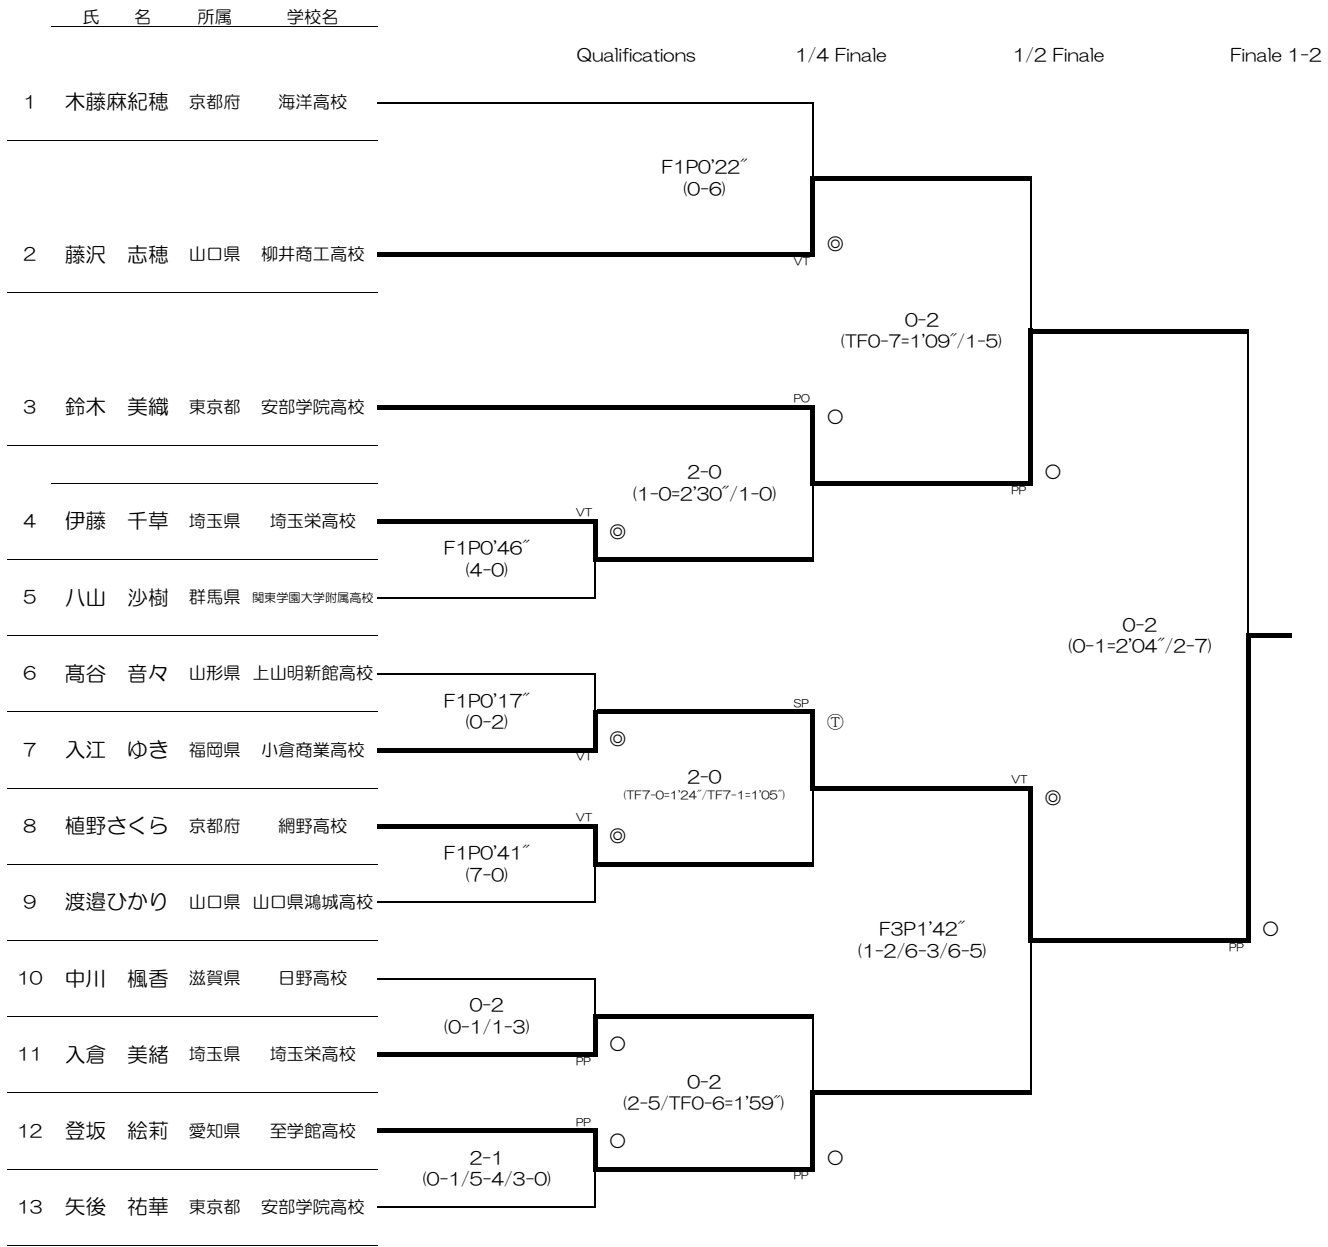 氏　名　所属　学校名
Qualifications　1/4 Finale　1/2 Finale　Finale 1-2
1　木藤麻紀穂　京都府　海洋高校
F1P0'22″
(0-6)
2　藤沢　志穂　山口県　柳井商工高校
◎
VT
0-2
(TF0-7=1'09″/1-5)
3　鈴木　美織　東京都　安部学院高校
PO
○
2-0
(1-0=2'30″/1-0)
○
PP
4　伊藤　千草　埼玉県　埼玉栄高校
VT
◎
F1P0'46″
(4-0)
5　八山　沙樹　群馬県　関東学園大学附属高校
0-2
(0-1=2'04″/2-7)
6　髙谷　音々　山形県　上山明新館高校
F1P0'17″
(0-2)
SP
Ⓣ
◎
7　入江　ゆき　福岡県　小倉商業高校
VT
2-0
(TF7-0=1'24″/TF7-1=1'05″)
VT
◎
8　植野さくら　京都府　網野高校
VT
◎
F1P0'41″
(7-0)
9　渡邉ひかり　山口県　山口県鴻城高校
F3P1'42″
(1-2/6-3/6-5)
○
PP
10　中川　楓香　滋賀県　日野高校
0-2
(0-1/1-3)
○
11　入倉　美緒　埼玉県　埼玉栄高校
PP
0-2
(2-5/TF0-6=1'59″)
12　登坂　絵莉　愛知県　至学館高校
PP
○
2-1
(0-1/5-4/3-0)
○
PP
13　矢後　祐華　東京都　安部学院高校